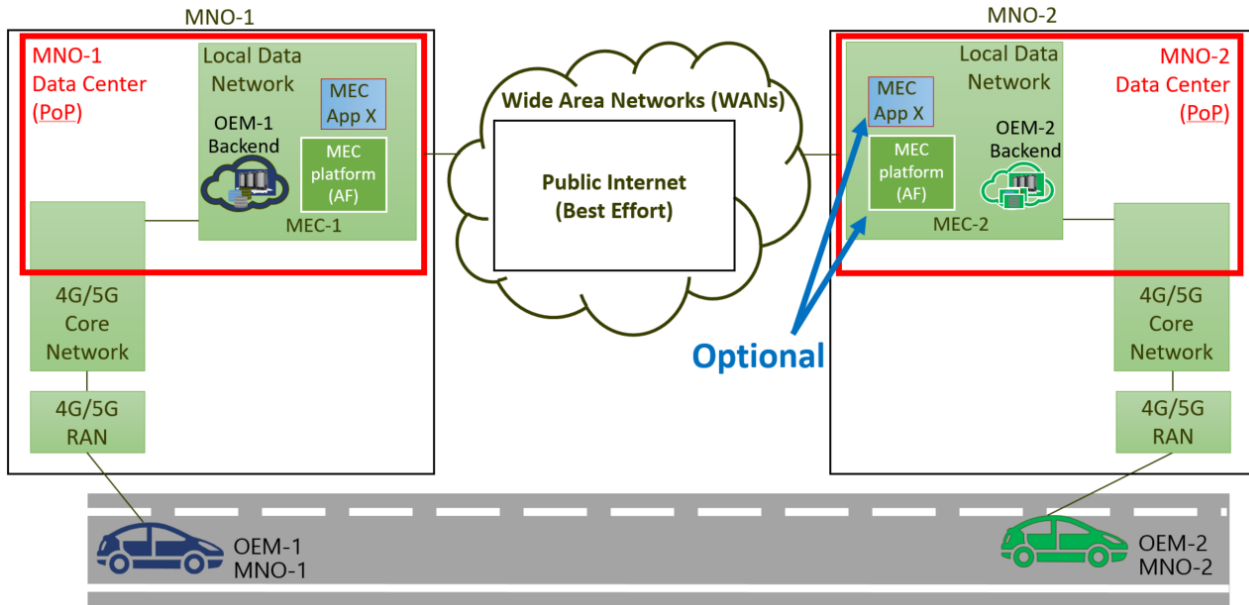 MNO-1
MNO-1
Data Center
(PoP)
Local Data
Network
MEC
App X
OEM-1
Backend
MEC
platform
(AF)
MEC-1
4G/5G
Core
Network
4G/5G
RAN
Wide Area Networks (WANs)
Public Internet
(Best Effort)
Optional
MNO-2
MEC
App X
Local Data
Network
MNO-2
Data Center
(PoP)
MEC
platform
(AF)
OEM-2
Backend
MEC-2
4G/5G
Core
Network
4G/5G
RAN
OEM-1
MNO-1
OEM-2
MNO-2